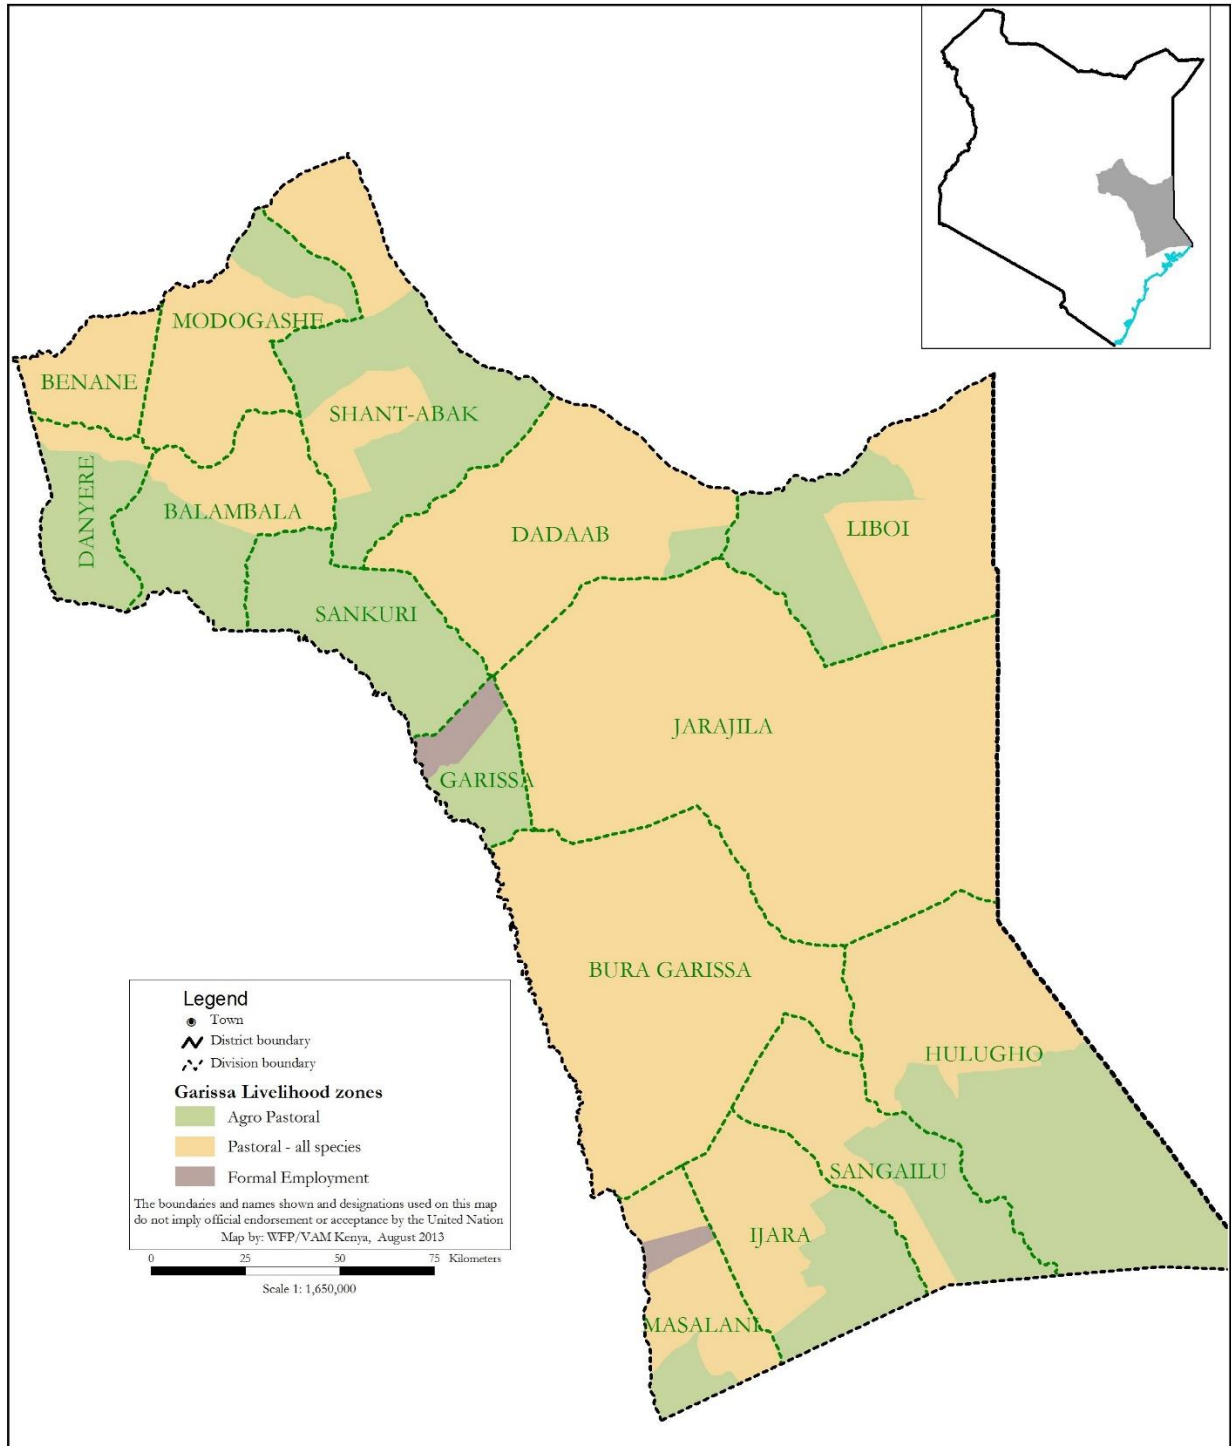 MODOGASHE
BENANE
SHANT-ABAK
DANYERE
BALAMBALA
DADAAB
LIBOI
SANKURI
JARAJILA
GARISSA
BURA GARISSA
HULUGHO
SANGAILU
IJARA
MASALANI
Legend
Town
District boundary
Division boundary
Garissa Livelihood zones
Agro Pastoral
Pastoral - all species
Formal Employment
The boundaries and names shown and designations used on this map
do not imply official endorsement or acceptance by the United Nation
Map by: WFP/VAM Kenya, August 2013
0 25 50 75 Kilometers
Scale 1: 1,650,000